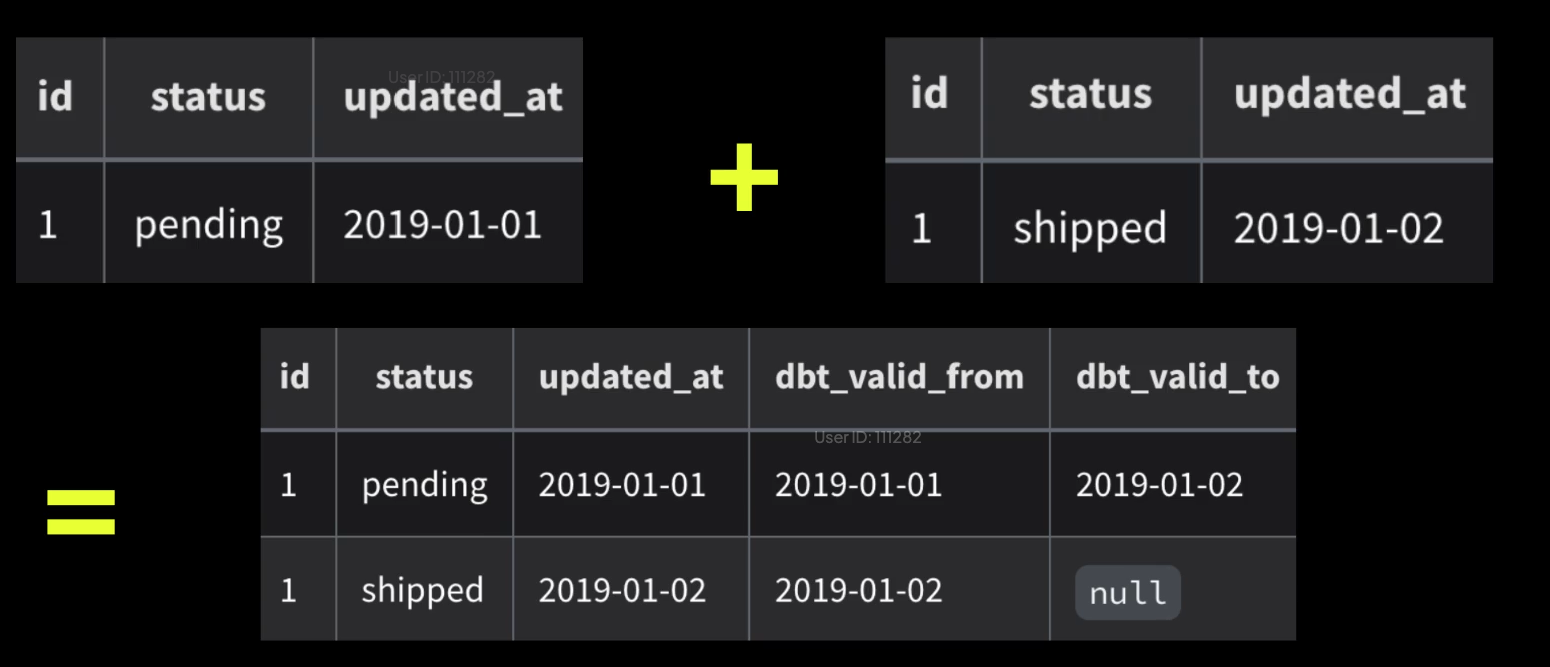 User ID: 111282
id status updated_at
1 pending 2019-01-01
+
id status updated_at
1 shipped 2019-01-02
=
id status updated_at dbt_valid_from dbt_valid_to
User ID: 111282
1 pending 2019-01-01 2019-01-01 2019-01-02
1 shipped 2019-01-02 2019-01-02 null